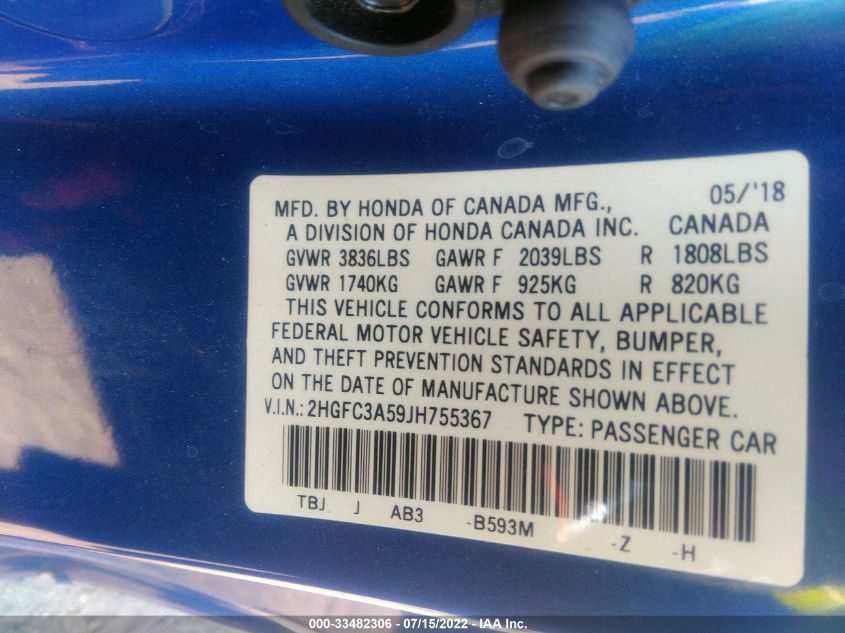 05/'18
MFD. BY HONDA OF CANADA MFG.,
A DIVISION OF HONDA CANADA INC. CANADA
GVWR 3836LBS GAWR F 2039LBS R 1808LBS
GVWR 1740KG GAWR F 925KG R 820KG
THIS VEHICLE CONFORMS TO ALL APPLICABLE
FEDERAL MOTOR VEHICLE SAFETY, BUMPER,
AND THEFT PREVENTION STANDARDS IN EFFECT
ON THE DATE OF MANUFACTURE SHOWN ABOVE.
V.I.N.: 2HGFC3A59JH755367 TYPE: PASSENGER CAR
TBJ J AB3 -B593M -Z -H
000-33482306 - 07/15/2022 - IAA Inc.